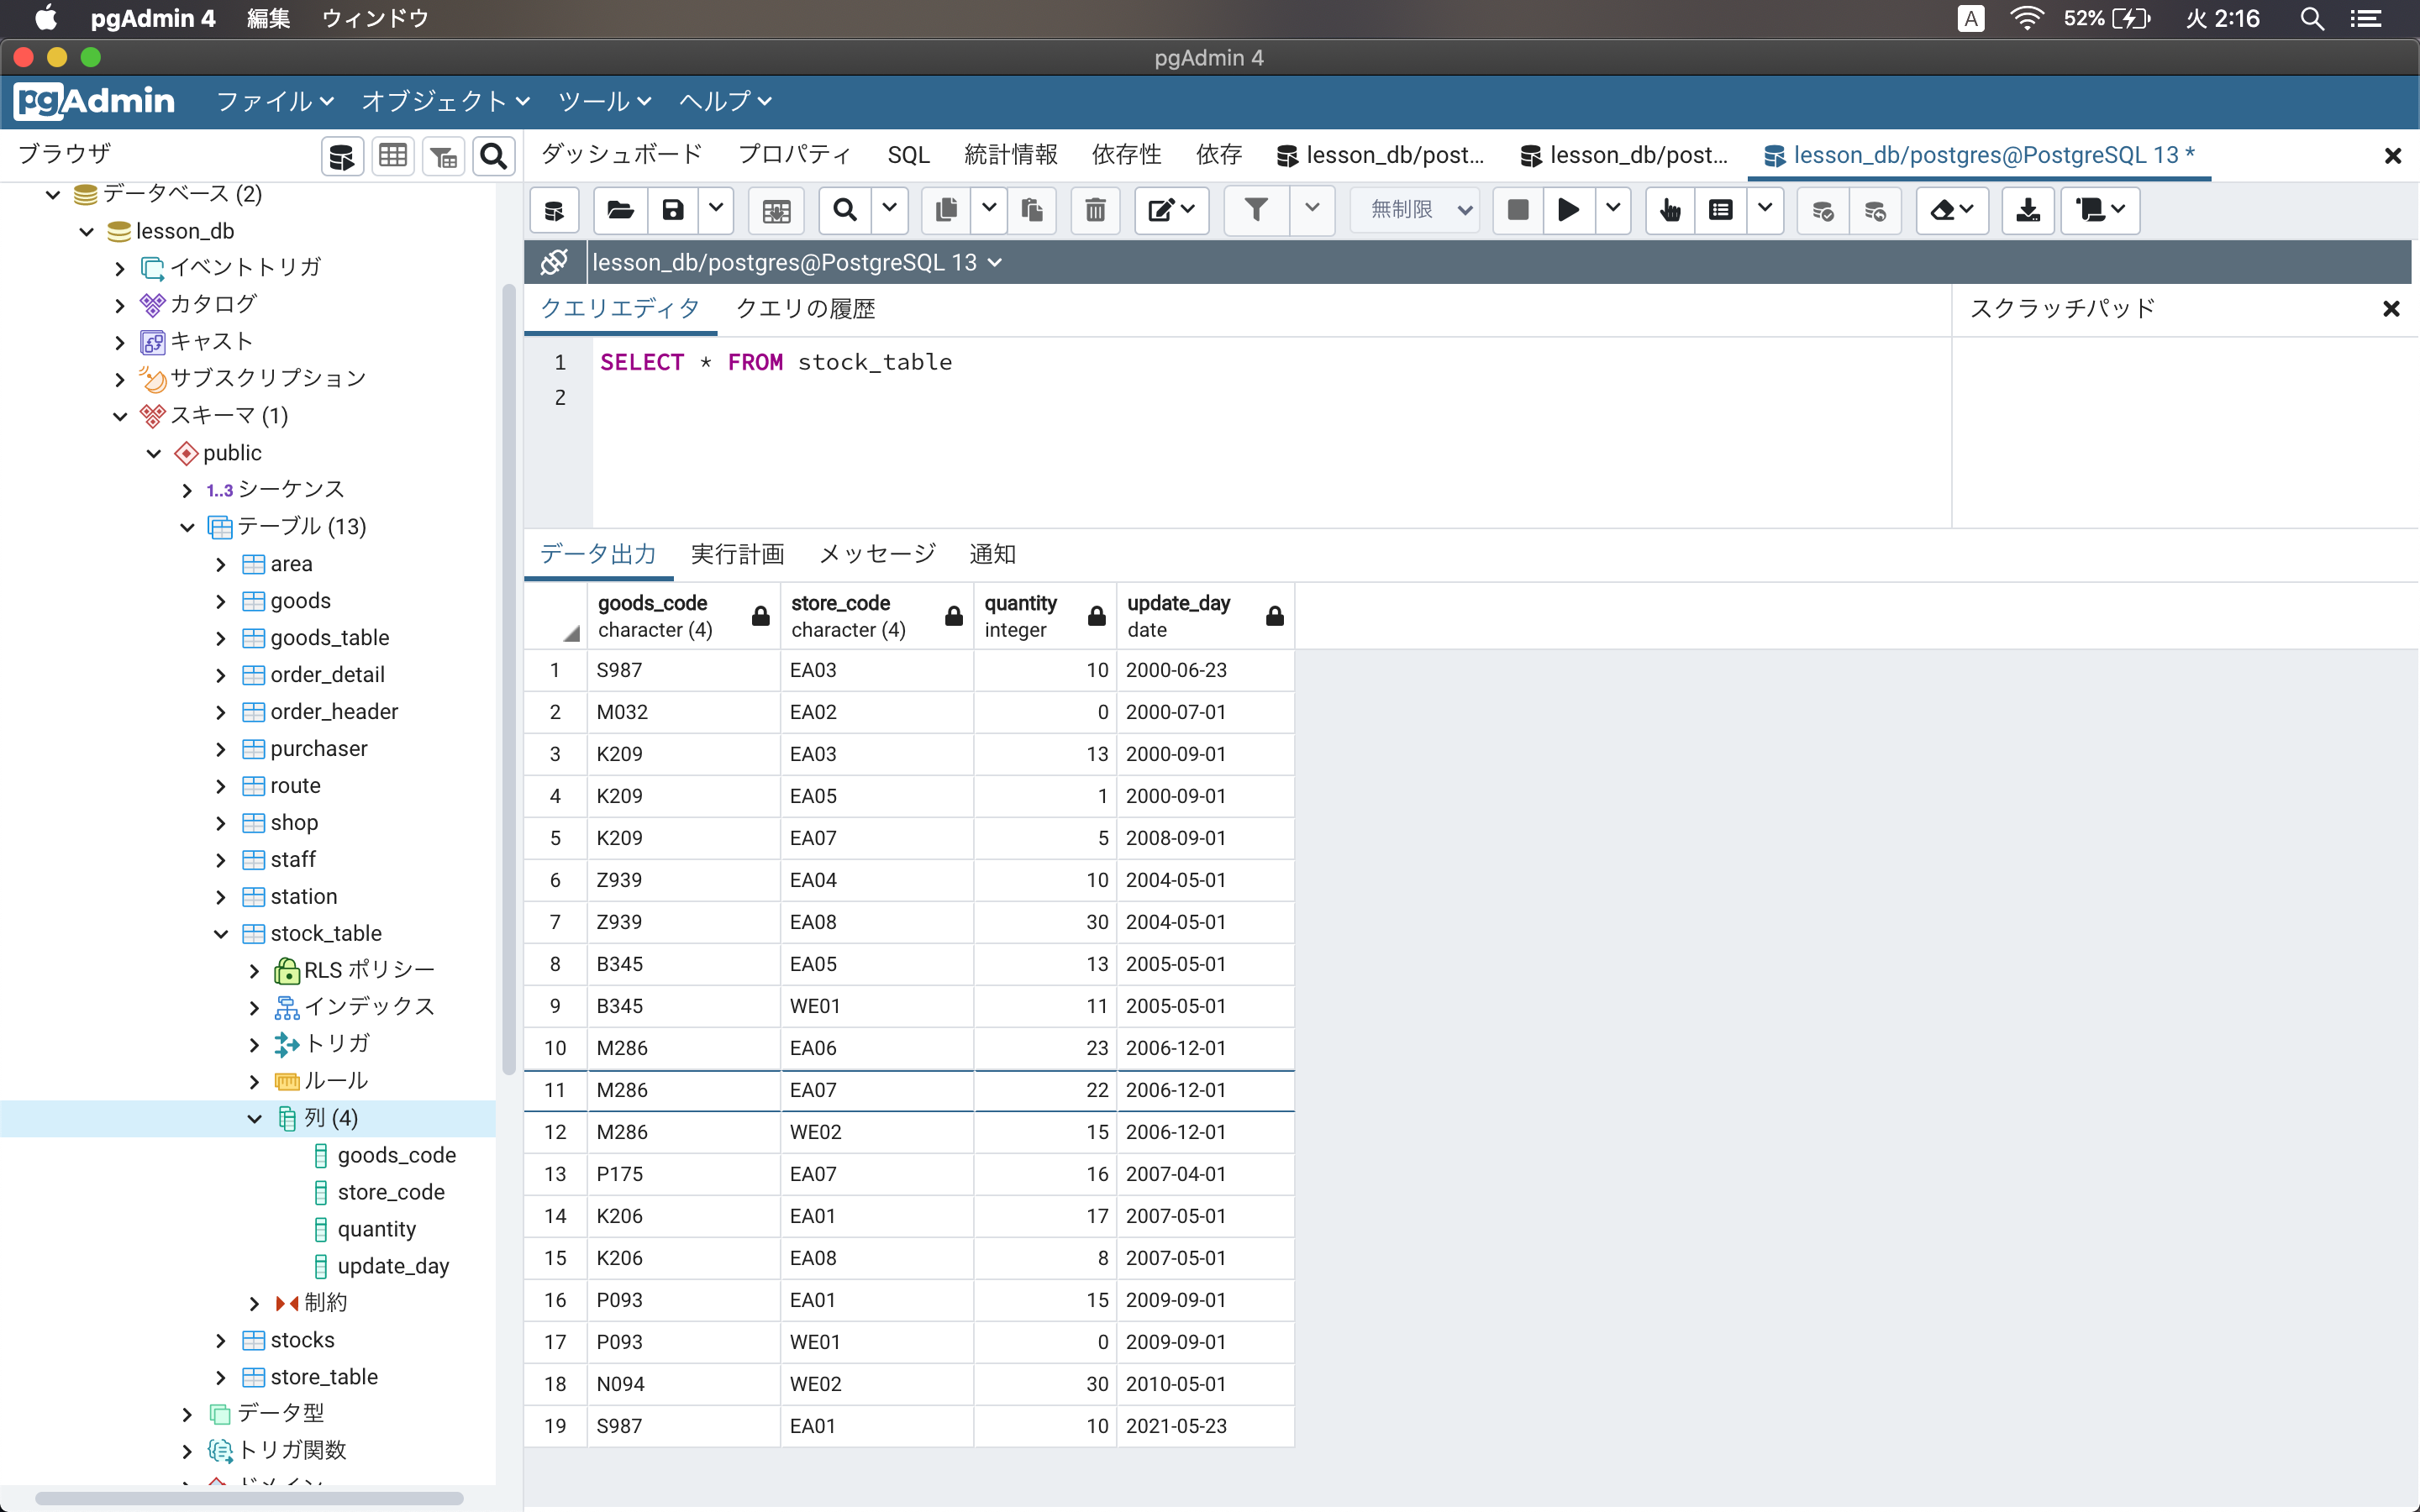 pgAdmin 4 編集 ウィンドウ A 52% 火 2:16
pgAdmin 4
pgAdmin ファイル オブジェクト ツール ヘルプ
ブラウザ
ダッシュボード プロパティ SQL 統計情報 依存性 依存 lesson_db/post... lesson_db/post... lesson_db/postgres@PostgreSQL 13 *
無制限
lesson_db/postgres@PostgreSQL 13
クエリエディタ クエリの履歴
スクラッチパッド
1 SELECT * FROM stock_table
2
データ出力 実行計画 メッセージ 通知
goods_code store_code quantity update_day
character (4) character (4) integer date
1 S987 EA03 10 2000-06-23
2 M032 EA02 0 2000-07-01
3 K209 EA03 13 2000-09-01
4 K209 EA05 1 2000-09-01
5 K209 EA07 5 2008-09-01
6 Z939 EA04 10 2004-05-01
7 Z939 EA08 30 2004-05-01
8 B345 EA05 13 2005-05-01
9 B345 WE01 11 2005-05-01
10 M286 EA06 23 2006-12-01
11 M286 EA07 22 2006-12-01
12 M286 WE02 15 2006-12-01
13 P175 EA07 16 2007-04-01
14 K206 EA01 17 2007-05-01
15 K206 EA08 8 2007-05-01
16 P093 EA01 15 2009-09-01
17 P093 WE01 0 2009-09-01
18 N094 WE02 30 2010-05-01
19 S987 EA01 10 2021-05-23
データベース (2)
lesson_db
イベントトリガ
カタログ
キャスト
サブスクリプション
スキーマ (1)
public
1..3 シーケンス
テーブル (13)
area
goods
goods_table
order_detail
order_header
purchaser
route
shop
staff
station
stock_table
RLS ポリシー
インデックス
トリガ
ルール
列 (4)
goods_code
store_code
quantity
update_day
制約
stocks
store_table
データ型
トリガ関数